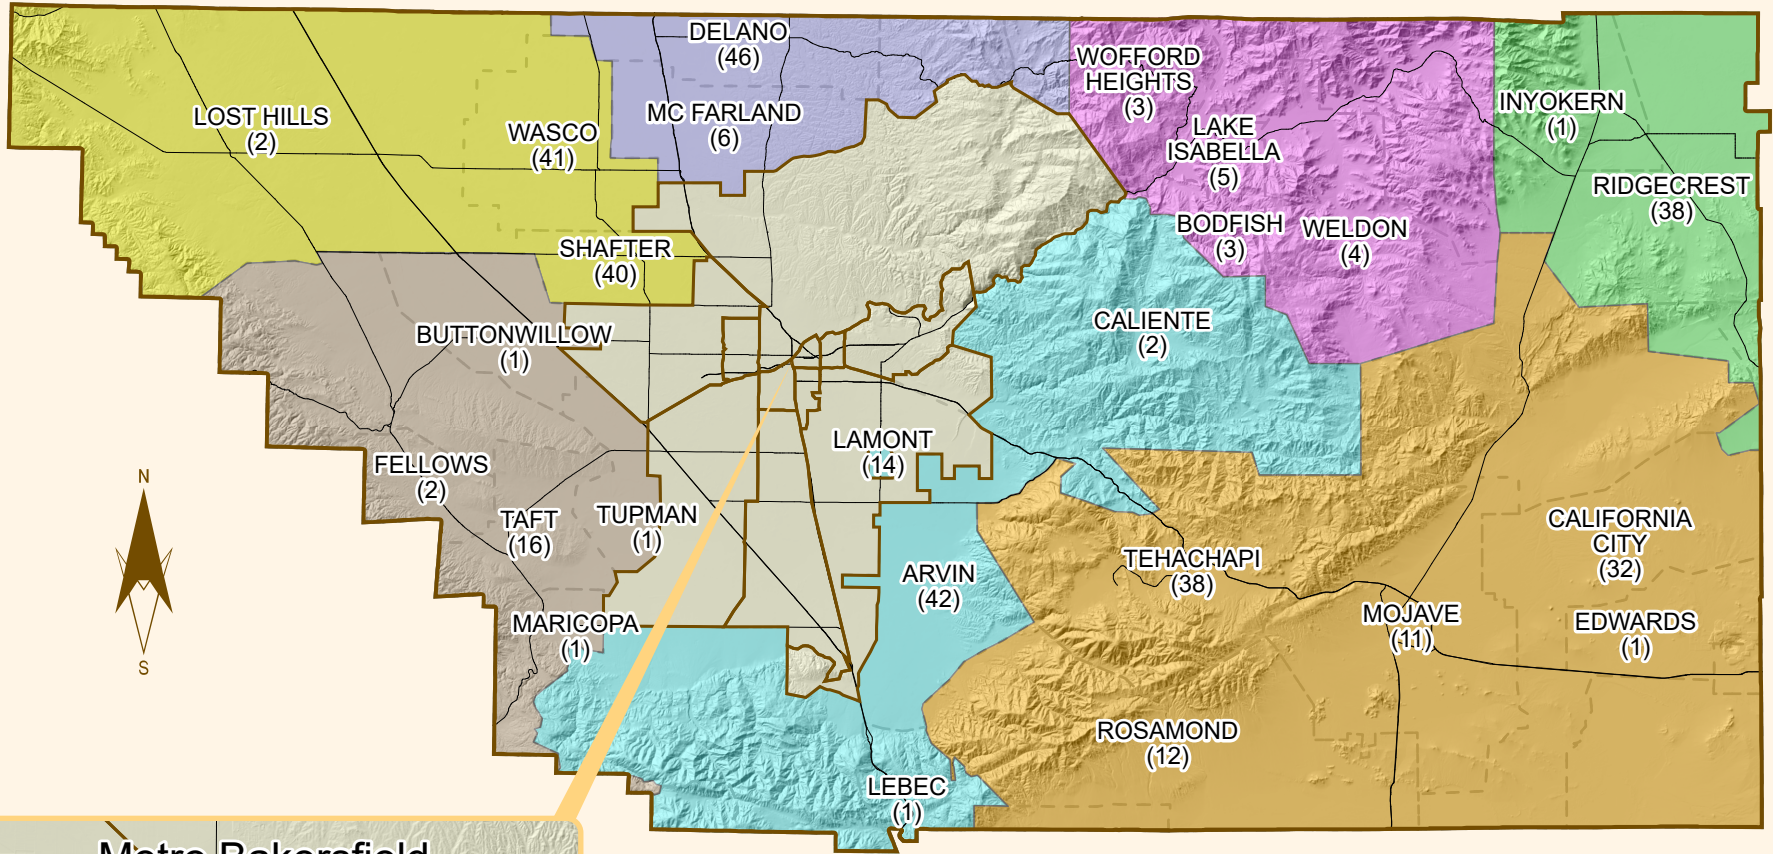 DELANO
(46)
WOFFORD
HEIGHTS
(3)
INYOKERN
(1)
LOST HILLS
(2)
WASCO
(41)
MC FARLAND
(6)
LAKE
ISABELLA
(5)
RIDGECREST
(38)
BODFISH
(3)
WELDON
(4)
SHAFTER
(40)
BUTTONWILLOW
(1)
CALIENTE
(2)
LAMONT
(14)
FELLOWS
(2)
N
S
TAFT
(16)
TUPMAN
(1)
CALIFORNIA
CITY
(32)
TEHACHAPI
(38)
ARVIN
(42)
MOJAVE
(11)
EDWARDS
(1)
MARICOPA
(1)
ROSAMOND
(12)
LEBEC
(1)
Metro Bakersfield